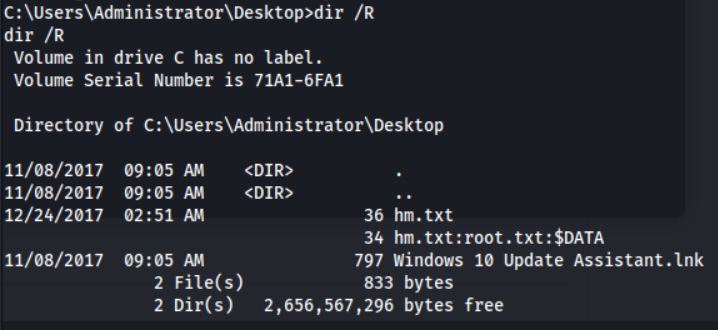 C:\Users\Administrator\Desktop>dir /R
dir /R
 Volume in drive C has no label.
 Volume Serial Number is 71A1-6FA1

 Directory of C:\Users\Administrator\Desktop

11/08/2017  09:05 AM    <DIR>          .
11/08/2017  09:05 AM    <DIR>          ..
12/24/2017  02:51 AM                36 hm.txt
                                    34 hm.txt:root.txt:$DATA
11/08/2017  09:05 AM               797 Windows 10 Update Assistant.lnk
               2 File(s)            833 bytes
               2 Dir(s)   2,656,567,296 bytes free